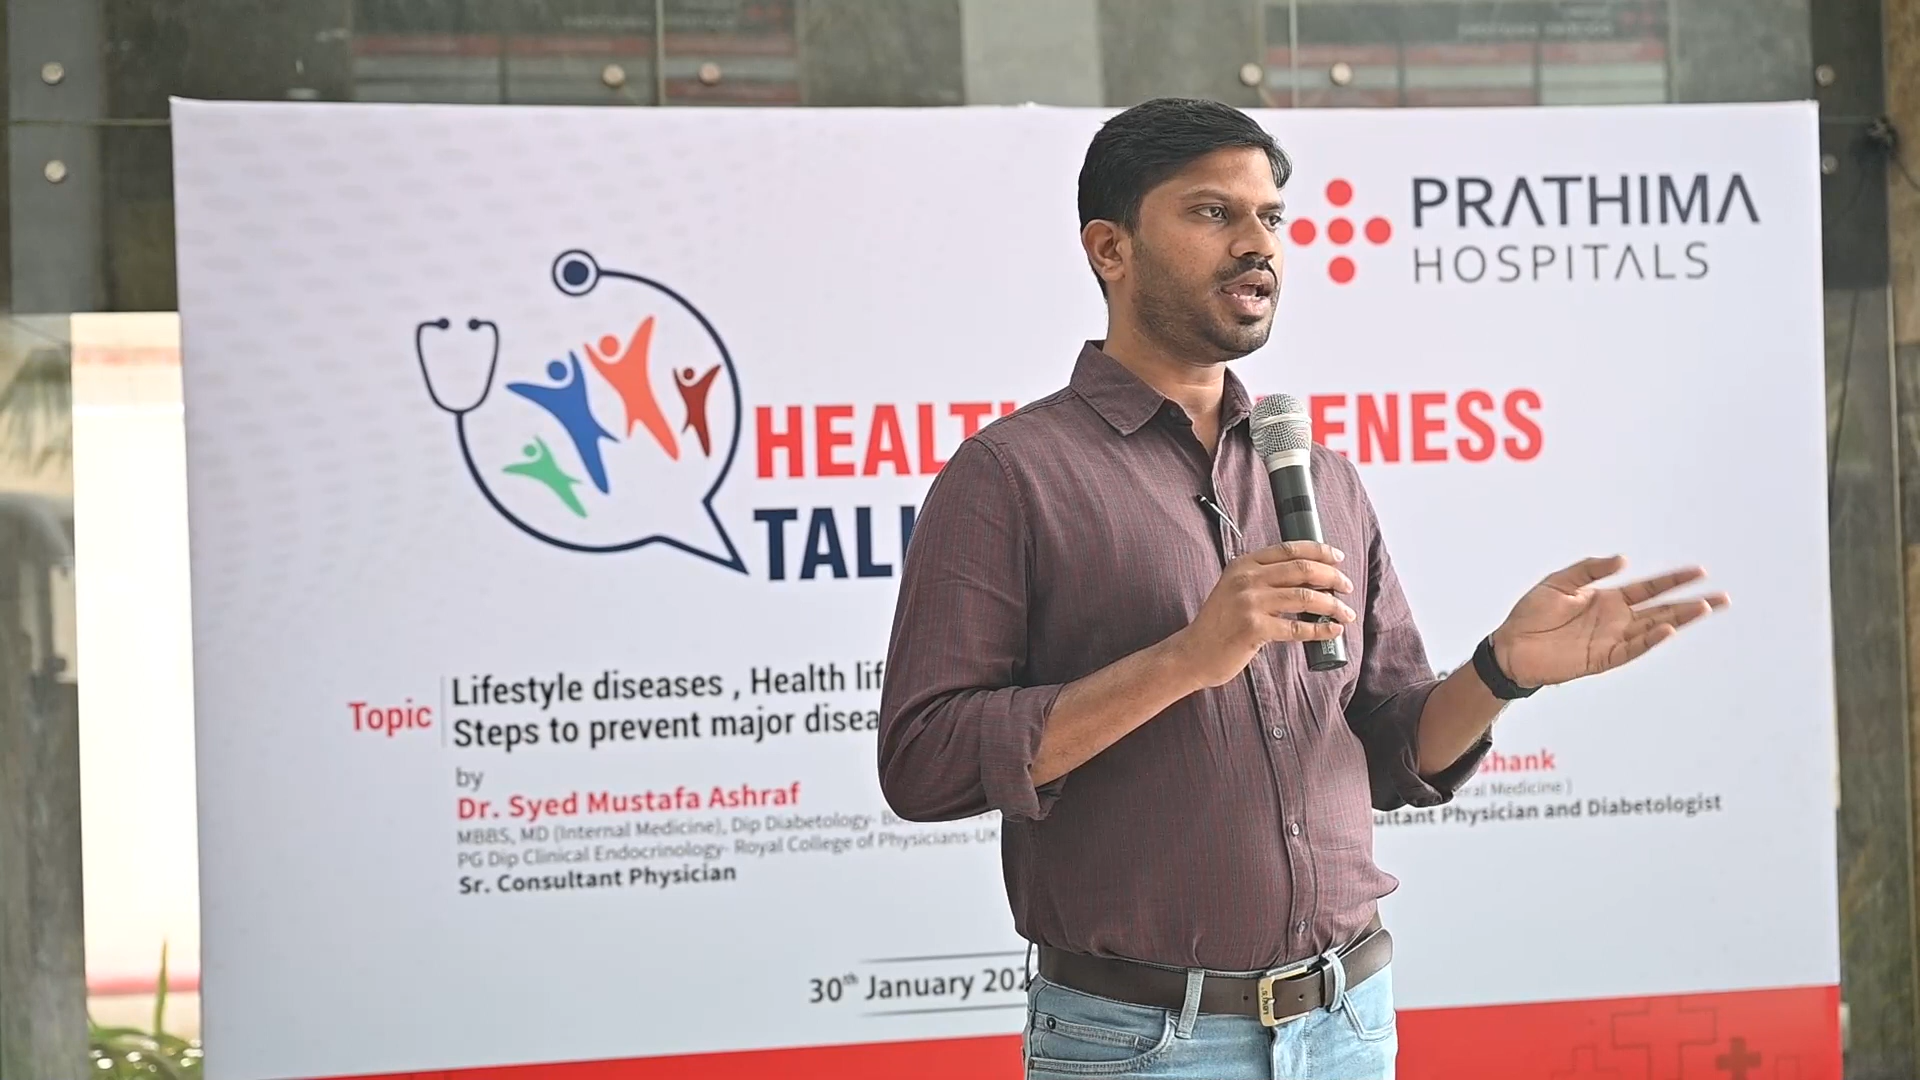 PRATHIMA
HOSPITALS
HEALT ENESS
TAL
Topic
Lifestyle diseases , Health lif
Steps to prevent major disea
by
Dr. Syed Mustafa Ashraf
MBBS, MD (Internal Medicine), Dip Diabetology-
PG Dip Clinical Endocrinology- Royal College of Physicians-UK
Sr. Consultant Physician
shank
eral Medicine )
ultant Physician and Diabetologist
30th January 202